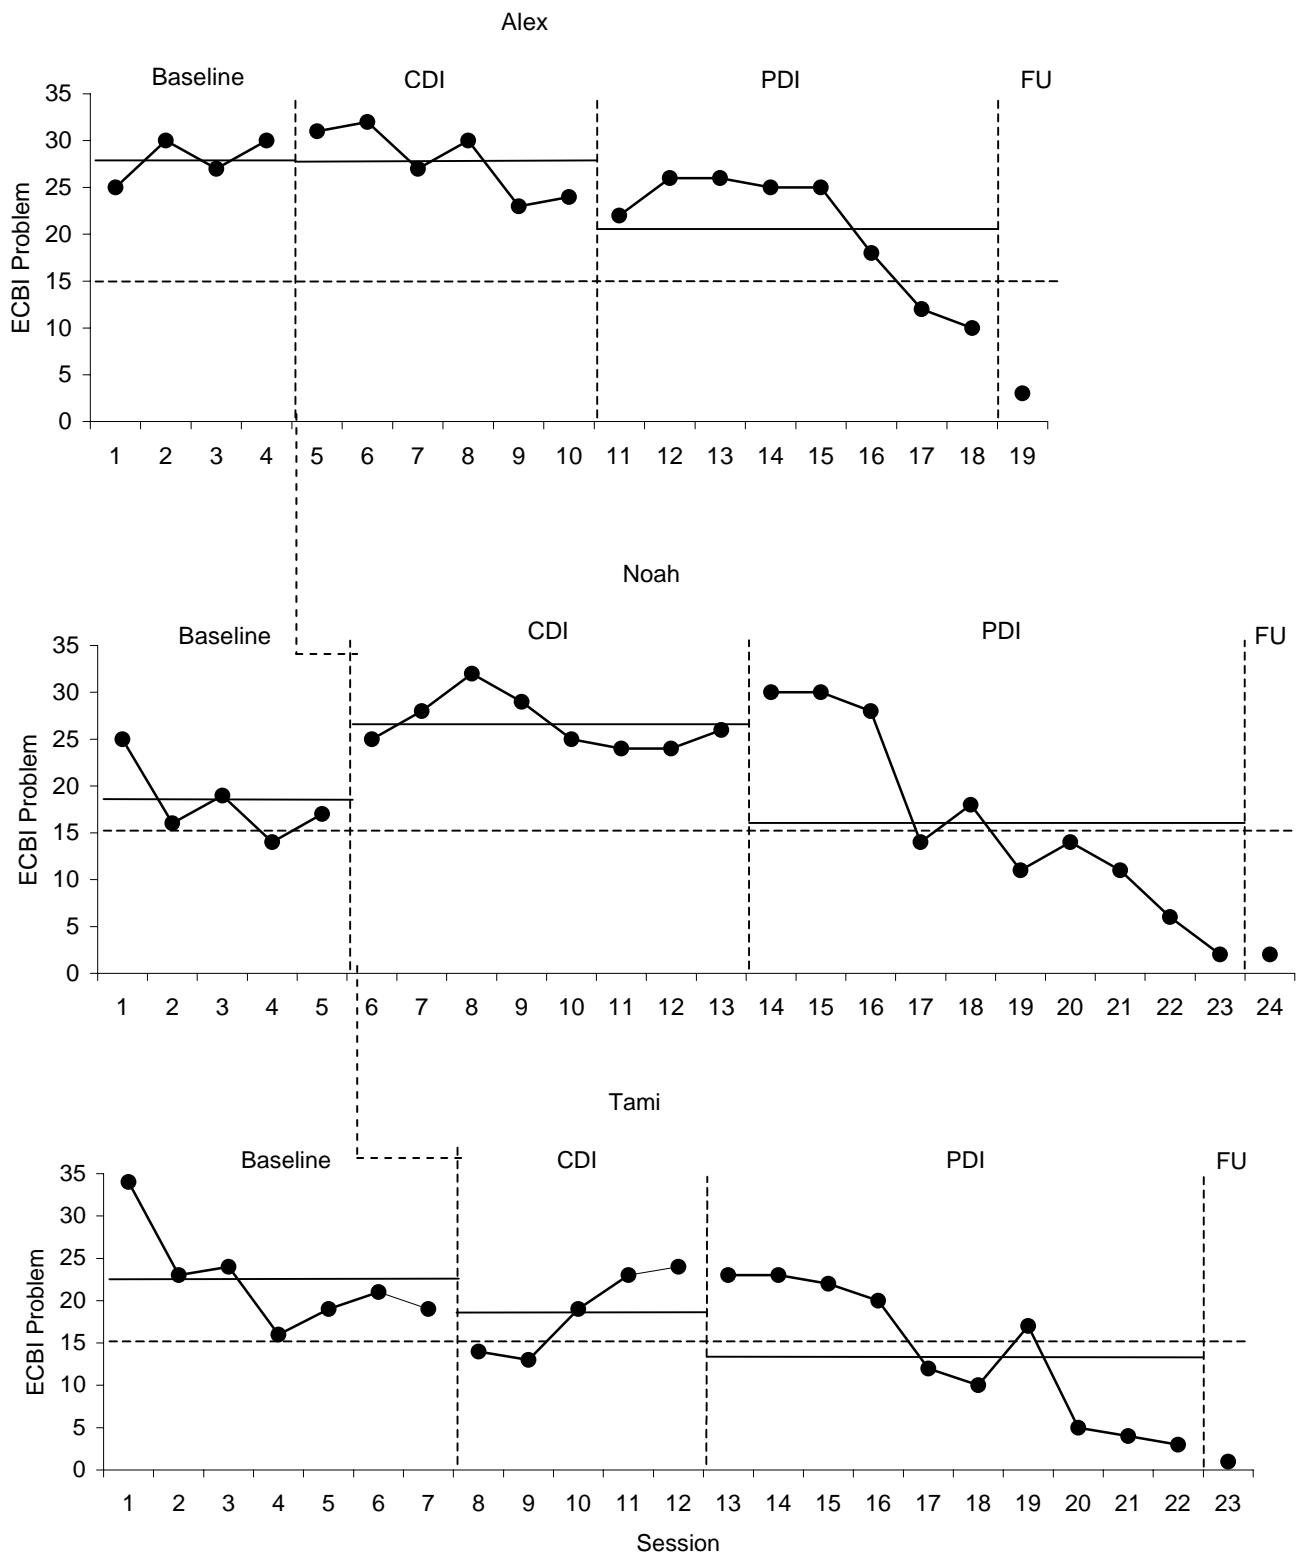 Alex
Baseline CDI PDI FU
ECBI Problem
35
30
25
20
15
10
5
0
1 2 3 4 5 6 7 8 9 10 11 12 13 14 15 16 17 18 19
Noah
Baseline CDI PDI FU
ECBI Problem
35
30
25
20
15
10
5
0
1 2 3 4 5 6 7 8 9 10 11 12 13 14 15 16 17 18 19 20 21 22 23 24
Tami
Baseline CDI PDI FU
ECBI Problem
35
30
25
20
15
10
5
0
1 2 3 4 5 6 7 8 9 10 11 12 13 14 15 16 17 18 19 20 21 22 23
Session